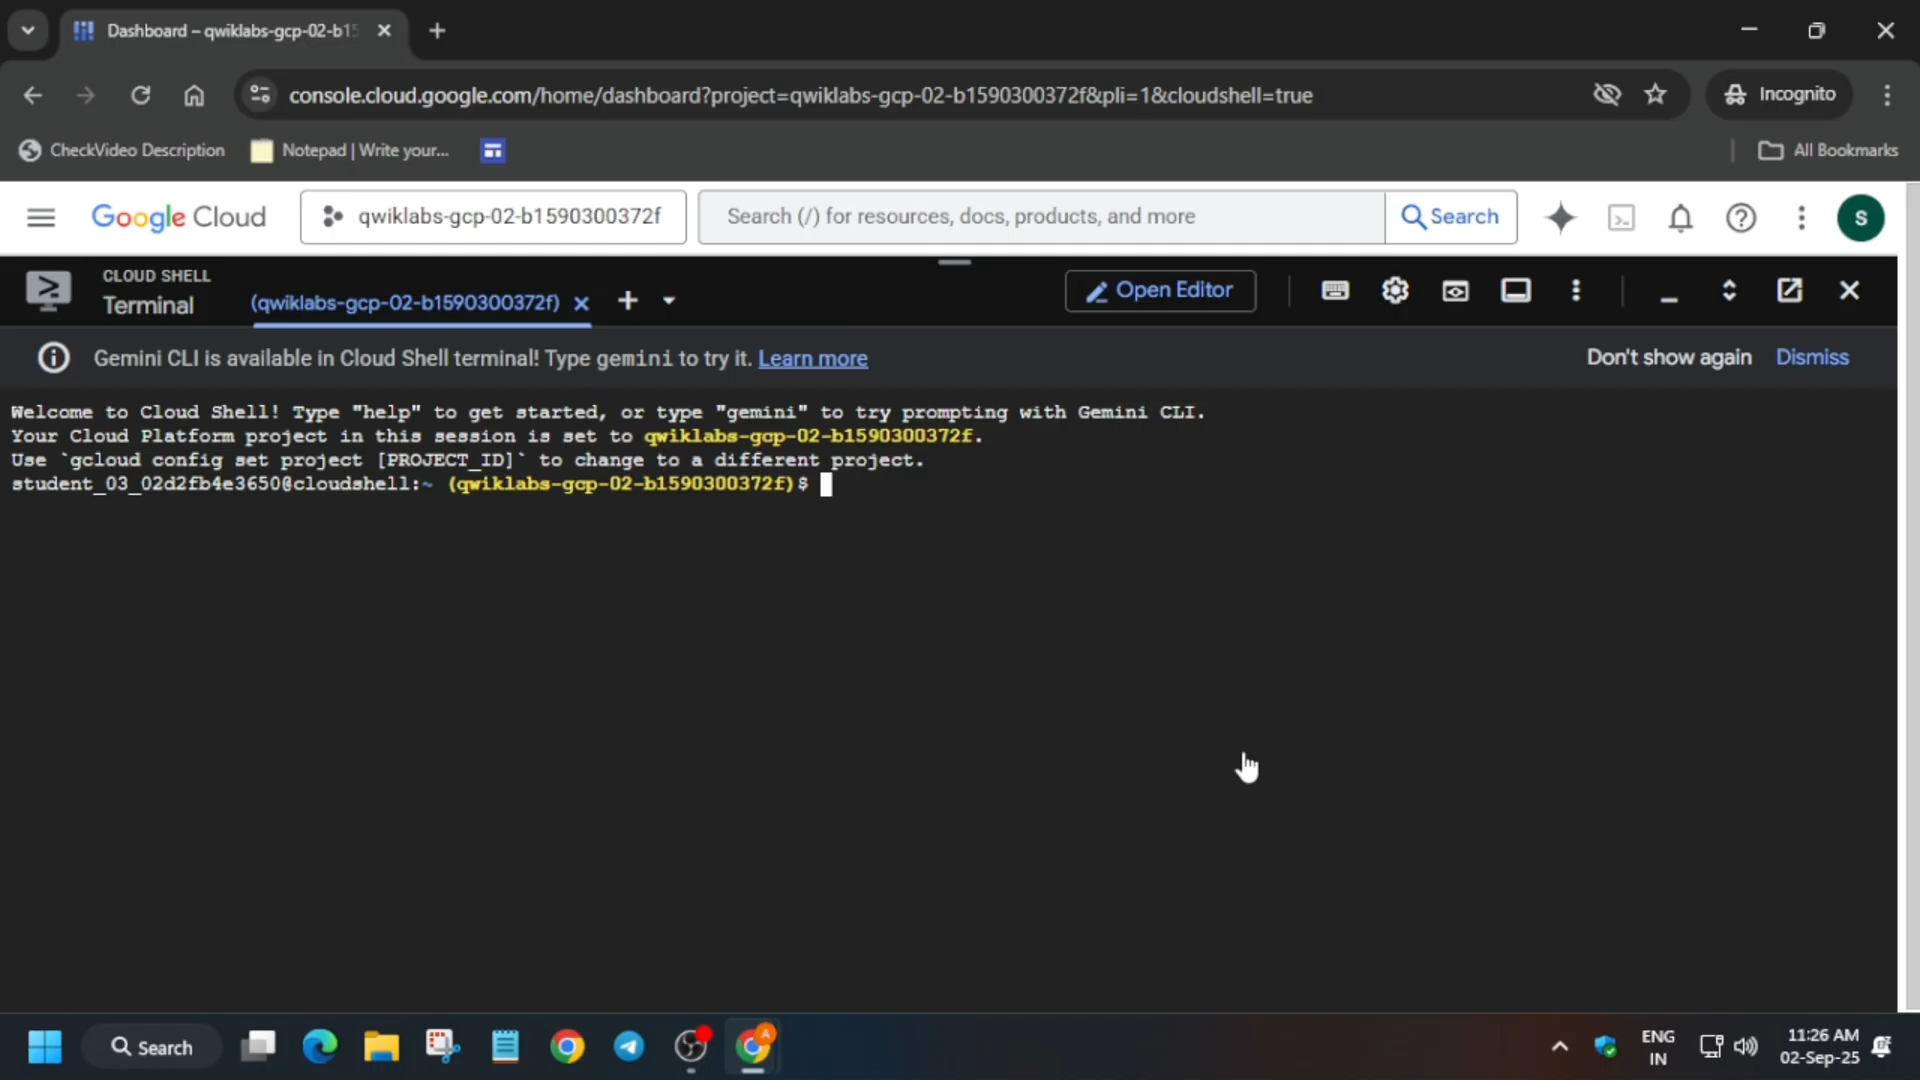 Dashboard – qwiklabs-gcp-02-b15
console.cloud.google.com/home/dashboard?project=qwiklabs-gcp-02-b1590300372f&pli=1&cloudshell=true
Incognito
CheckVideo Description
Notepad | Write your...
All Bookmarks
Google Cloud
qwiklabs-gcp-02-b1590300372f
Search (/) for resources, docs, products, and more
Search
S
CLOUD SHELL
Terminal
(qwiklabs-gcp-02-b1590300372f)
Open Editor
Gemini CLI is available in Cloud Shell terminal! Type gemini to try it. Learn more
Don't show again
Dismiss
Welcome to Cloud Shell! Type "help" to get started, or type "gemini" to try prompting with Gemini CLI.
Your Cloud Platform project in this session is set to qwiklabs-gcp-02-b1590300372f.
Use `gcloud config set project [PROJECT_ID]` to change to a different project.
student_03_02d2fb4e3650@cloudshell:~ (qwiklabs-gcp-02-b1590300372f)$
Search
A
ENG
IN
11:26 AM
02-Sep-25